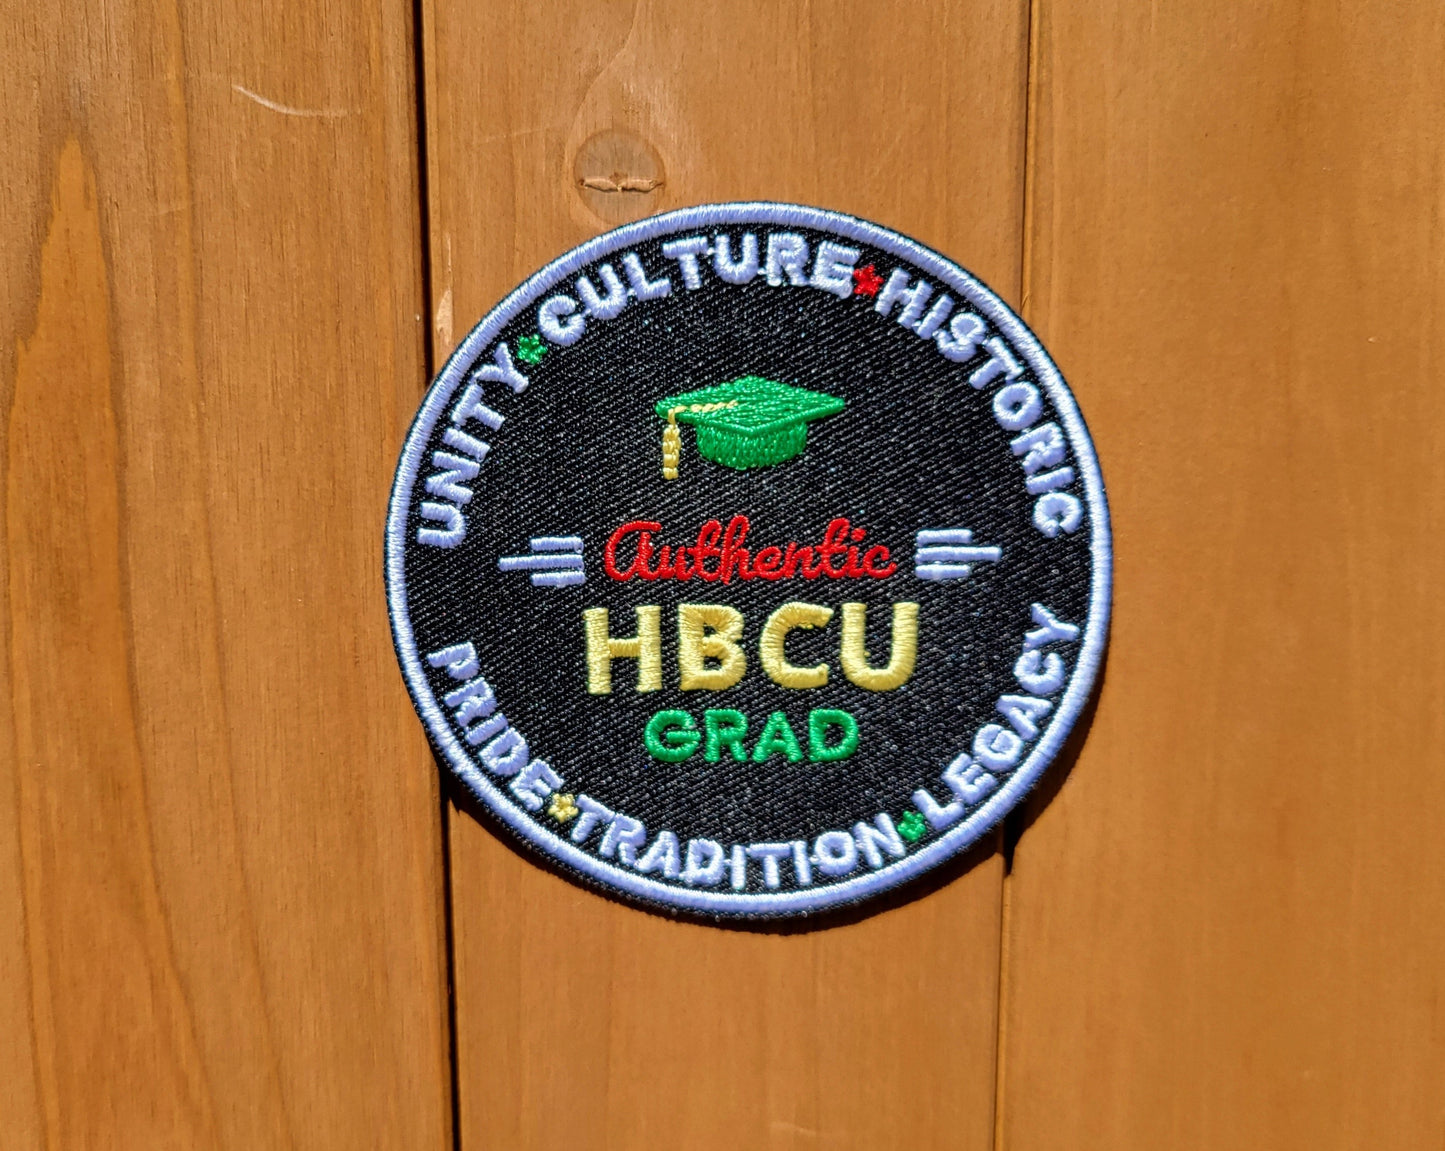 UNITY CULTURE HISTORIC
Authentic
HBCU
GRAD
PRIDE TRADITION LEGACY